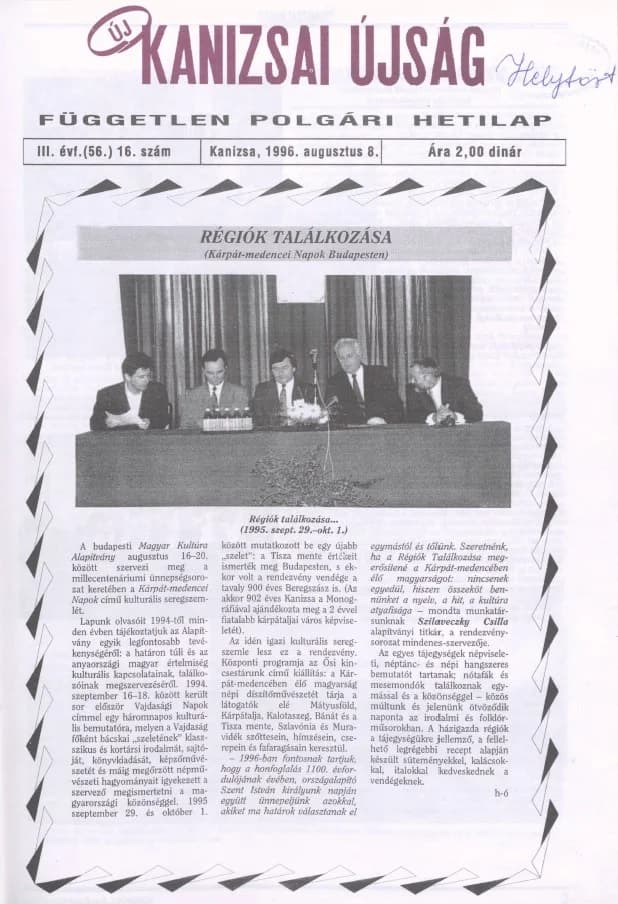 ÚJ
KANIZSAI ÚJSÁG
Helytört
FÜGGETLEN POLGÁRI HETILAP
III. évf.(56.) 16. szám
Kanizsa, 1996. augusztus 8.
Ára 2,00 dinár
RÉGIÓK TALÁLKOZÁSA
(Kárpát-medencei Napok Budapesten)
Régiók találkozása...
(1995. szept. 29.–okt. 1.)
A budapesti Magyar Kultúra
Alapítvány augusztus 16–20.
között szervezi meg a
millecentenáriumi ünnepségsoro-
zat keretében a Kárpát-medencei
Napok című kulturális seregszem-
lét.
Lapunk olvasóit 1994-től min-
den évben tájékoztatjuk az Alapít-
vány egyik legfontosabb tevé-
kenységéről: a határon túli és az
anyaországi magyar értelmiség
kulturális kapcsolatainak, találko-
zóinak megszervezéséről. 1994.
szeptember 16–18. között került
sor először Vajdasági Napok
címmel egy háromnapos kulturá-
lis bemutatóra, melyen a Vajdaság
főként bácskai „szeletének” klasz-
szikus és kortársi irodalmát, sajtó-
ját, könyvkiadását, képzőművé-
szetét és máig megőrzött népmű-
vészeti hagyományait igyekezett a
szervező megismertetni a ma-
gyarországi közönséggel. 1995
szeptember 29. és október 1.
között mutatkozott be egy újabb
„szelet”: a Tisza mente értékeit
ismerték meg Budapesten, s ek-
kor volt a rendezvény vendége a
tavaly 900 éves Beregszász is. (Az
akkor 902 éves Kanizsa a Monog-
ráfiával ajándékozta meg a 2 évvel
fiatalabb kárpátaljai város képvise-
letét).
Az idén igazi kulturális sereg-
szemle lesz ez a rendezvény.
Központi programja az Ősi kin-
csestárunk című kiállítás: a Kár-
pát-medencében élő magyarság
népi díszítőművészetét tárja a
látogatók elé Mátyusföld,
Kárpátalja, Kalotaszeg, Bánát és a
Tisza mente, Szlavónia és Mura-
vidék szőttesein, hímzésein, cse-
repein és fafaragásain keresztül.
– 1996-ban fontosnak tartjuk,
hogy a honfoglalás 1100. évfor-
dulójának évében, országalapító
Szent István királyunk napján
együtt ünnepeljünk azokkal,
akiket ma határok választanak el
egymástól és tőlünk. Szeretnénk,
ha a Régiók Találkozása meg-
erősítené a Kárpát-medencében
élő magyarságot: nincsenek
egyedül, hiszen összeköt ben-
nünket a nyelv, a hit, a kultúra
atyafisága – mondta munkatár-
sunknak Szilaveczky Csilla
alapítványi titkár, a rendezvény-
sorozat mindenes-szervezője.
Az egyes tájegységek népvisele-
ti, néptánc- és népi hangszeres
bemutatót tartanak; nótafák és
mesemondók találkoznak egy-
mással és a közönséggel – közös
múltunk és jelenünk ötvöződik
naponta az irodalmi és folklór-
műsorokban. A házigazda régiók
a tájegységükre jellemző, a fellel-
hető legrégebbi recept alapján
készült süteményekkel, kalácsok-
kal, italokkal kedveskednek a
vendégeknek.
h-ó